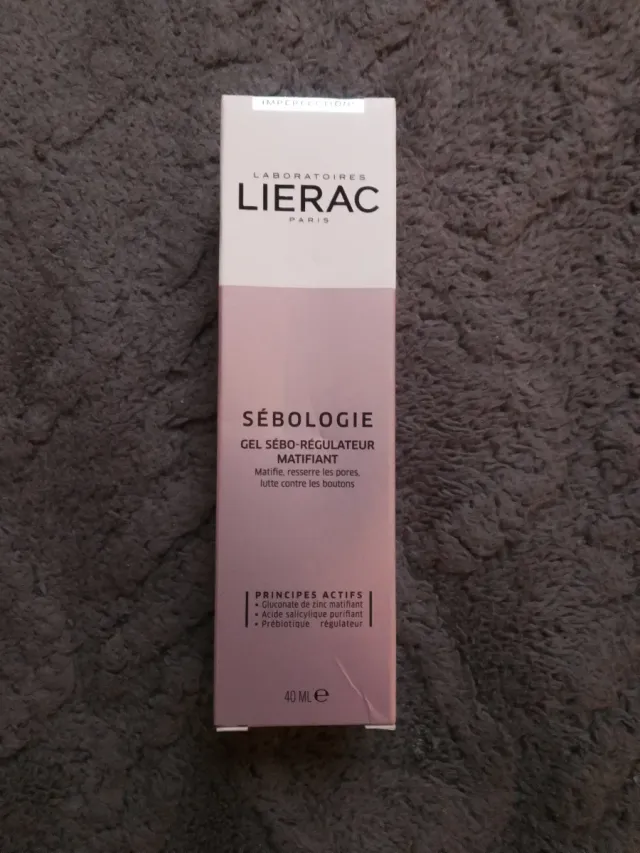 LABORATOIRES
LIERAC
PARIS
SÉBOLOGIE
GEL SÉBO-RÉGULATEUR
MATIFIANT
Matifie, resserre les pores,
lutte contre les boutons
PRINCIPES ACTIFS
• Gluconate de zinc matifiant
• Acide salicylique purifiant
• Prébiotique régulateur
40 ML ℮